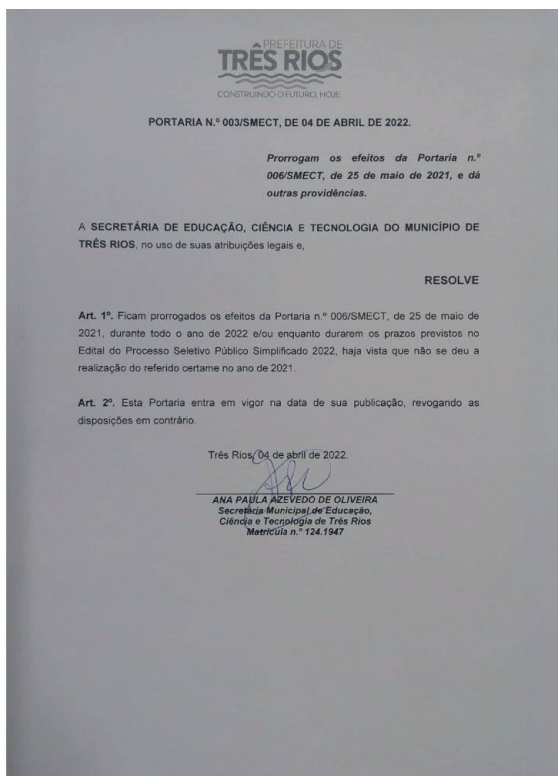 PREFEITURA DE
TRÊS RIOS
CONSTRUINDO O FUTURO, HOJE.
PORTARIA N.º 003/SMECT, DE 04 DE ABRIL DE 2022.
Prorrogam os efeitos da Portaria n.º
006/SMECT, de 25 de maio de 2021, e dá
outras providências.
A SECRETÁRIA DE EDUCAÇÃO, CIÊNCIA E TECNOLOGIA DO MUNICÍPIO DE
TRÊS RIOS, no uso de suas atribuições legais e,
RESOLVE
Art. 1º. Ficam prorrogados os efeitos da Portaria n.º 006/SMECT, de 25 de maio de
2021, durante todo o ano de 2022 e/ou enquanto durarem os prazos previstos no
Edital do Processo Seletivo Público Simplificado 2022, haja vista que não se deu a
realização do referido certame no ano de 2021.
Art. 2º. Esta Portaria entra em vigor na data de sua publicação, revogando as
disposições em contrário.
Três Rios, 04 de abril de 2022.
ANA PAULA AZEVEDO DE OLIVEIRA
Secretária Municipal de Educação,
Ciência e Tecnologia de Três Rios
Matrícula n.º 124.1947